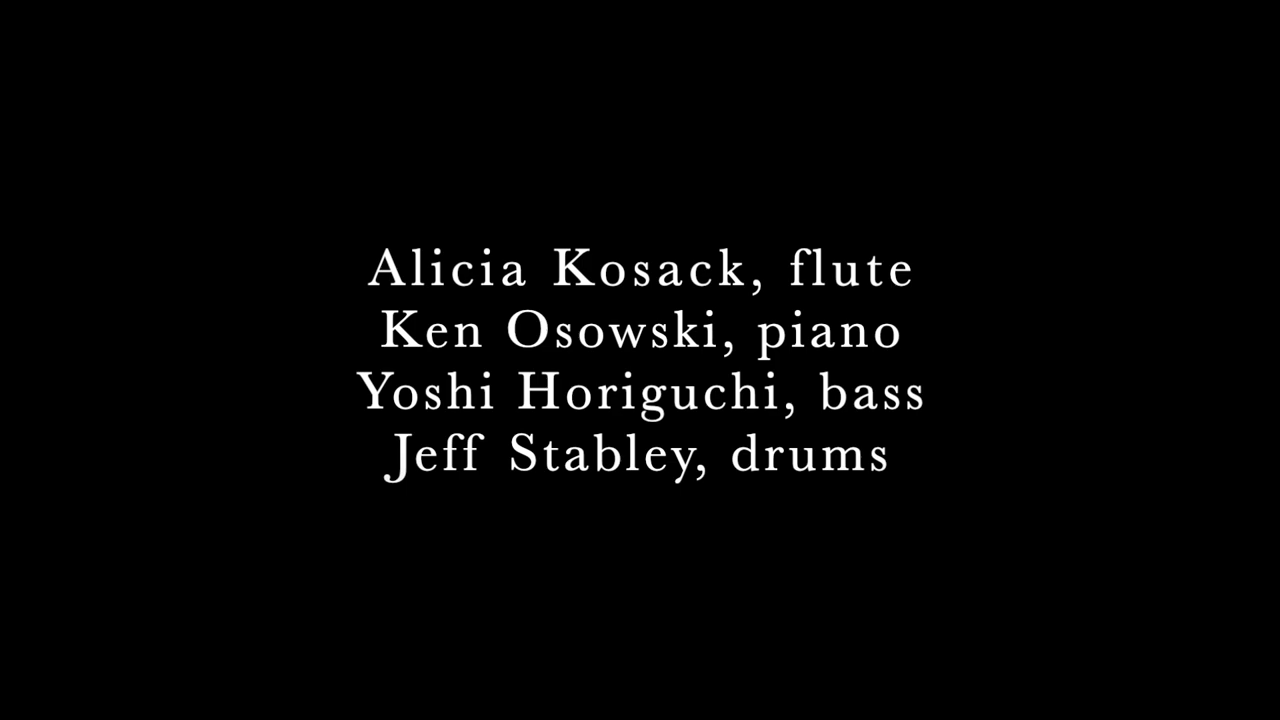 Alicia Kosack, flute
Ken Osowski, piano
Yoshi Horiguchi, bass
Jeff Stabley, drums